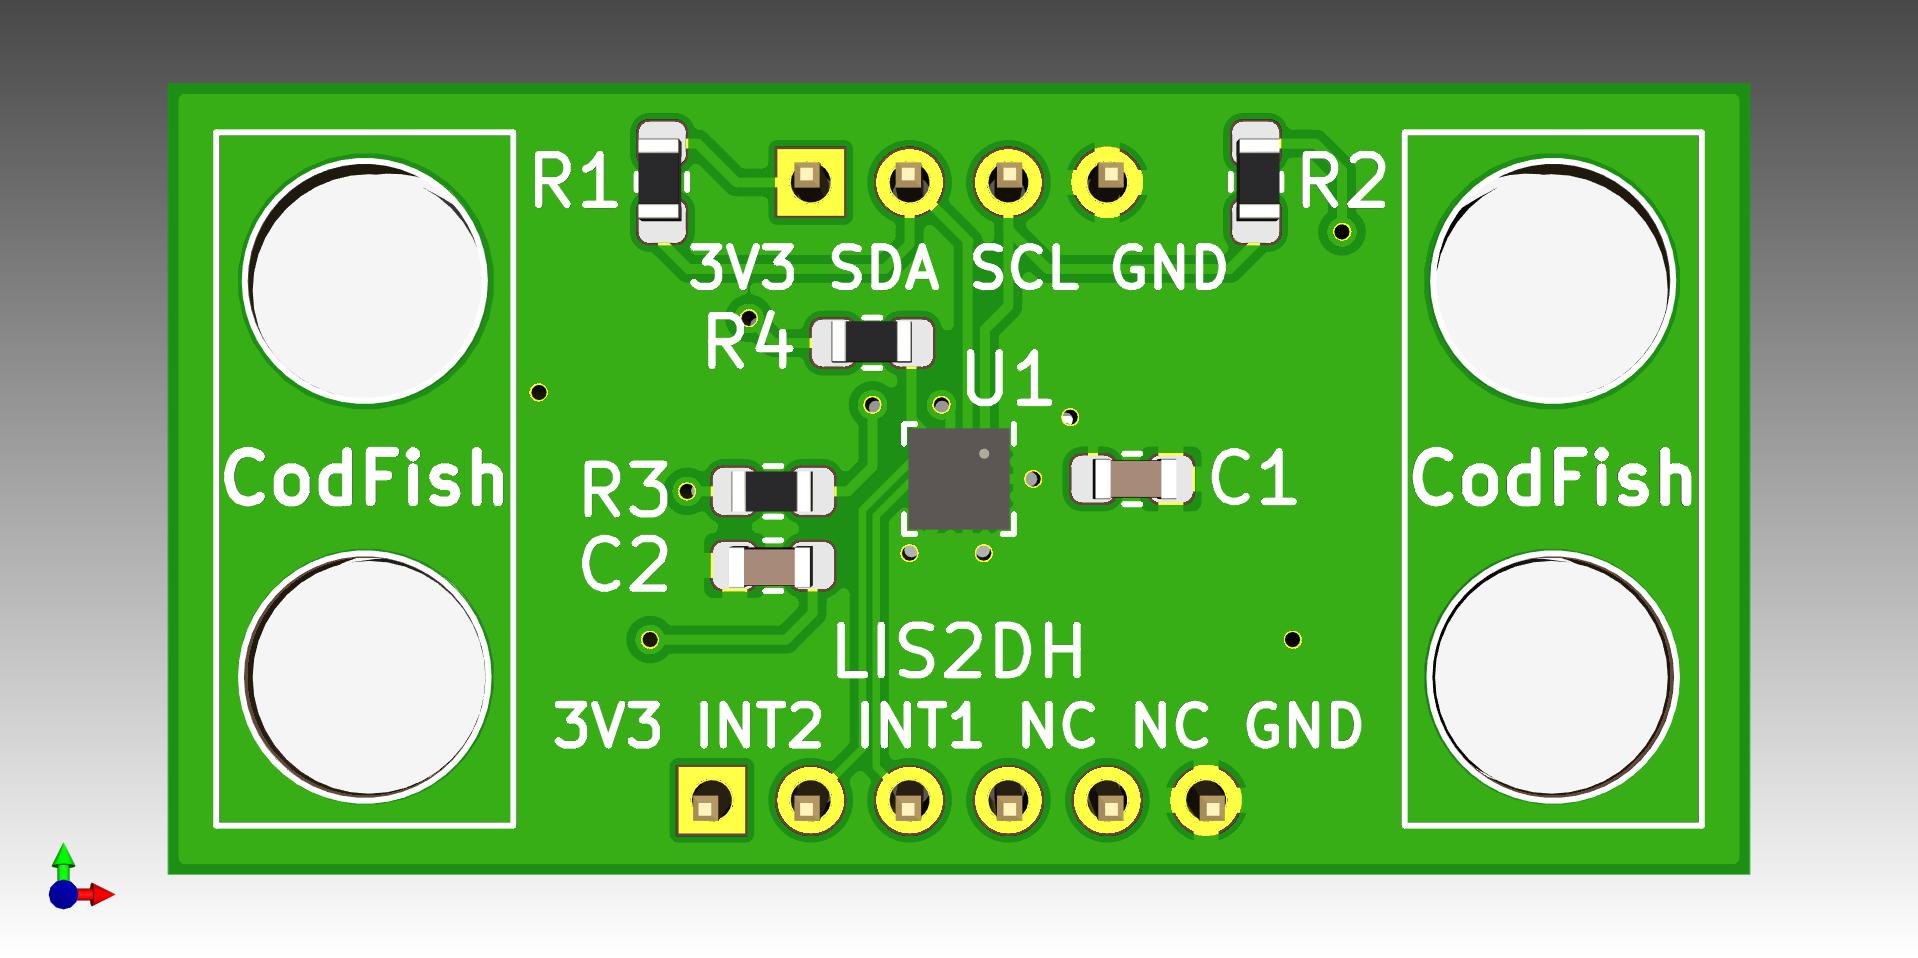 R1
R2
3V3 SDA SCL GND
R4
U1
CodFish
R3
C1
CodFish
C2
LIS2DH
3V3 INT2 INT1 NC NC GND